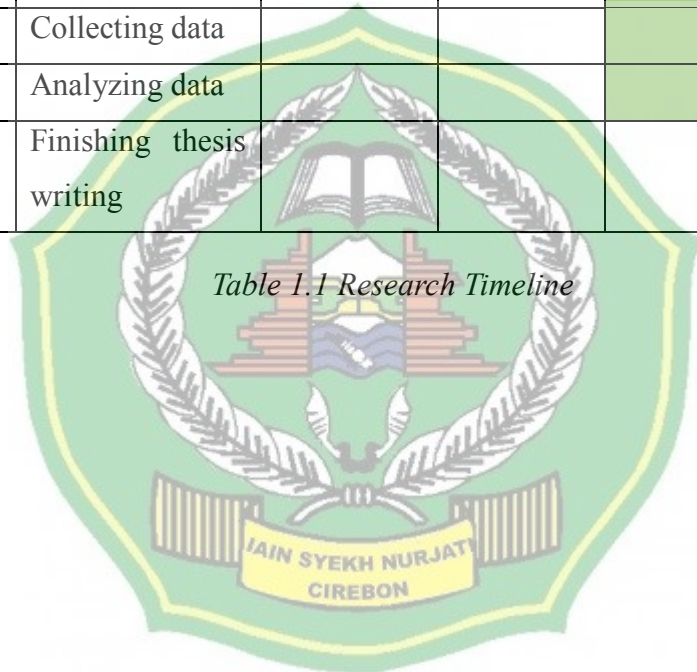 Collecting data
Analyzing data
Finishing thesis
writing
Table 1.1 Research Timeline
IAIN SYEKH NURJATI
CIREBON